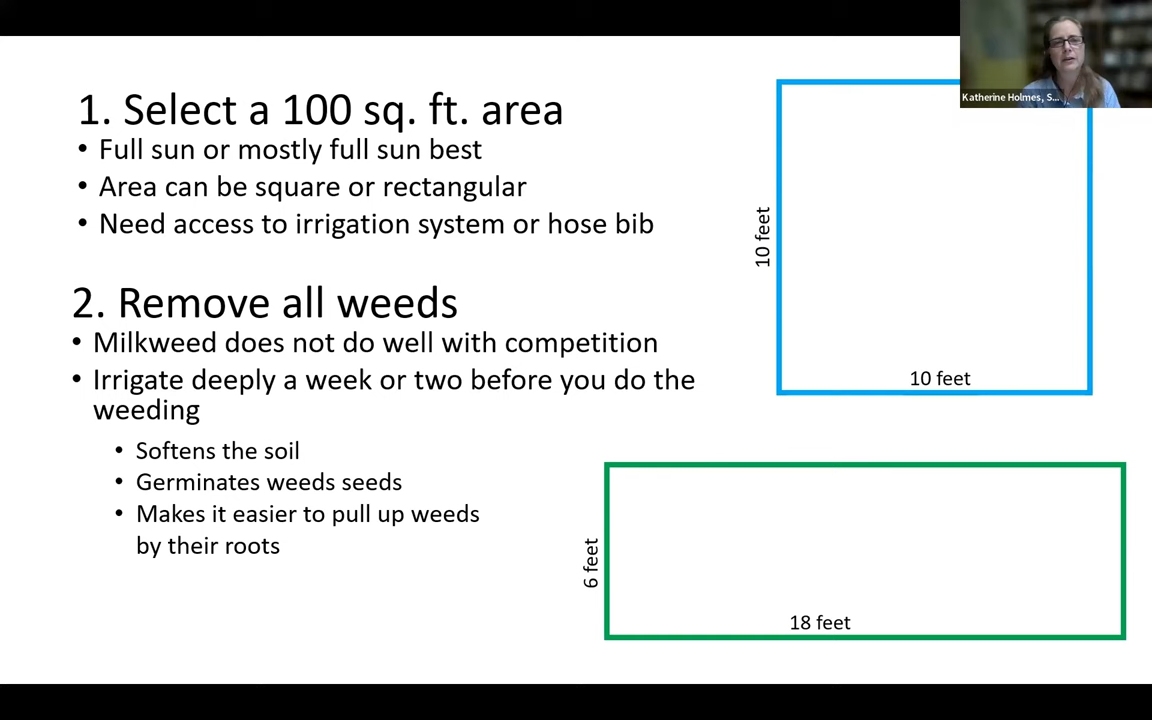 1. Select a 100 sq. ft. area
• Full sun or mostly full sun best
• Area can be square or rectangular
• Need access to irrigation system or hose bib
2. Remove all weeds
• Milkweed does not do well with competition
• Irrigate deeply a week or two before you do the
weeding
• Softens the soil
• Germinates weeds seeds
• Makes it easier to pull up weeds
by their roots
Katherine Holmes, S...
10 feet
10 feet
6 feet
18 feet